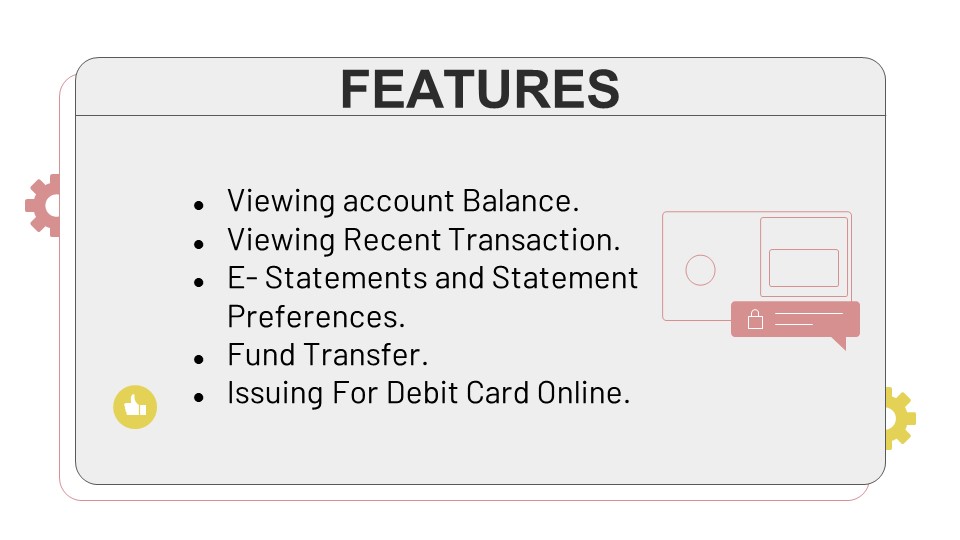 FEATURES
● Viewing account Balance.
● Viewing Recent Transaction.
● E- Statements and Statement
Preferences.
● Fund Transfer.
● Issuing For Debit Card Online.